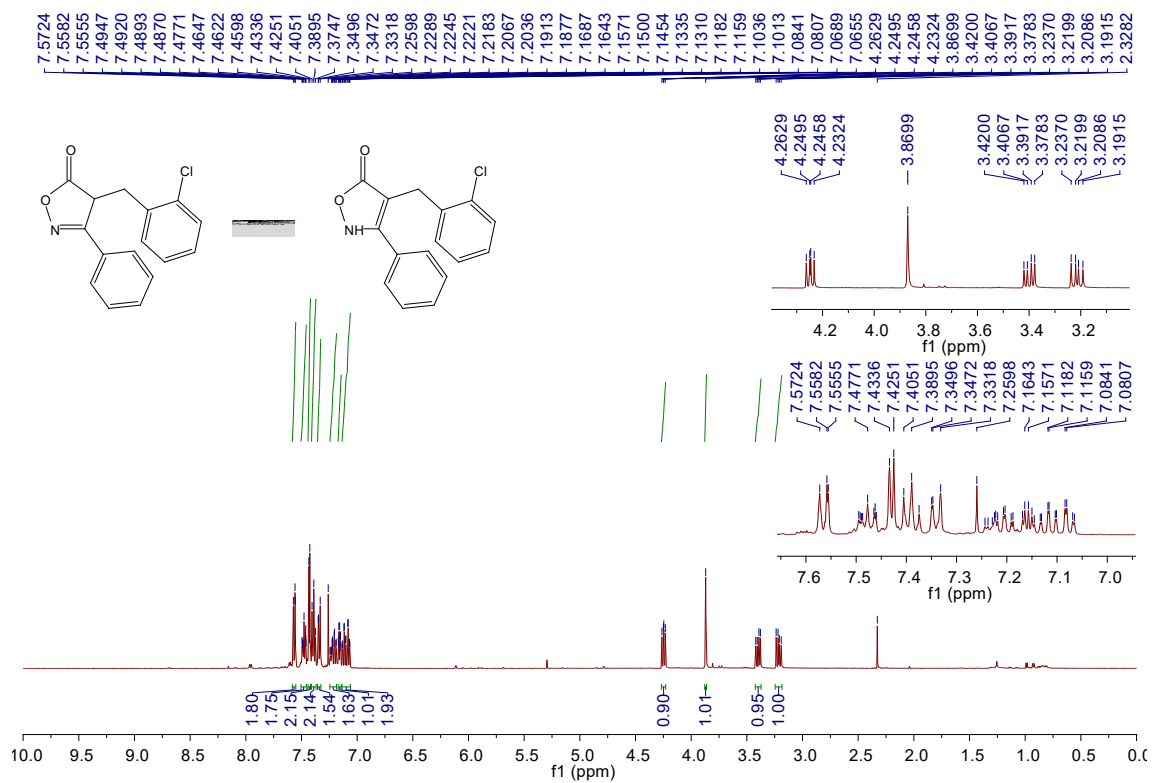 7.5724 7.5582 7.5555 7.4947 7.4920 7.4893 7.4870 7.4771 7.4647 7.4622 7.4598 7.4336 7.4251 7.4051 7.3895 7.3747 7.3496 7.3472 7.3318 7.2598 7.2289 7.2245 7.2221 7.2183 7.2067 7.2036 7.1913 7.1877 7.1687 7.1643 7.1571 7.1500 7.1454 7.1335 7.1310 7.1182 7.1159 7.1036 7.1013 7.0841 7.0807 7.0689 7.0655 4.2629 4.2495 4.2458 4.2324 3.8699 3.4200 3.4067 3.3917 3.3783 3.2370 3.2199 3.2086 3.1915 2.3282
4.2629 4.2495 4.2458 4.2324 3.8699 3.4200 3.4067 3.3917 3.3783 3.2370 3.2199 3.2086 3.1915
O
O
N
Cl
O
O
NH
Cl
4.2 4.0 3.8 3.6 3.4 3.2
f1 (ppm)
7.5724 7.5582 7.5555 7.4771 7.4336 7.4251 7.4051 7.3895 7.3496 7.3472 7.3318 7.2598 7.1643 7.1571 7.1182 7.1159 7.0841 7.0807
7.6 7.5 7.4 7.3 7.2 7.1 7.0
f1 (ppm)
1.80 1.75 2.15 2.14 1.54 1.63 1.01 1.93 0.90 1.01 0.95 1.00
10.0 9.5 9.0 8.5 8.0 7.5 7.0 6.5 6.0 5.5 5.0 4.5 4.0 3.5 3.0 2.5 2.0 1.5 1.0 0.5 0.0
f1 (ppm)